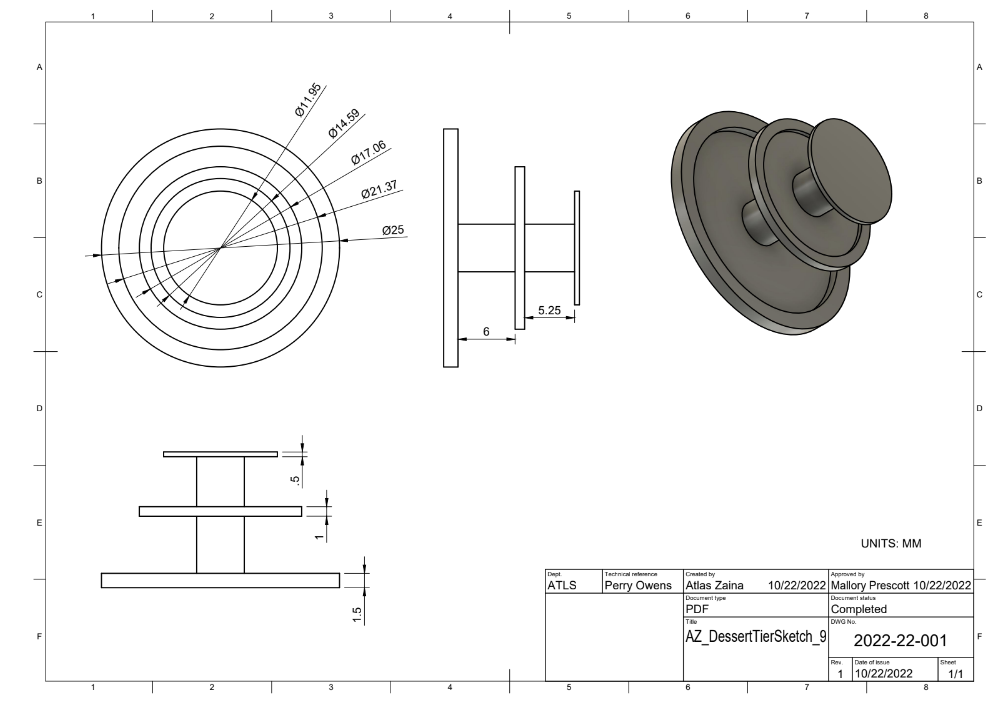 1 2 3 4 5 6 7 8
A A
B B
C C
D D
E E
F F
Ø11.95
Ø14.59
Ø17.06
Ø21.37
Ø25
5.25
6
.5
1
1.5
UNITS: MM
Dept. Technical reference Created by Approved by
ATLS Perry Owens Atlas Zaina 10/22/2022 Mallory Prescott 10/22/2022
Document type Document status
PDF Completed
Title DWG No.
AZ_DessertTierSketch_9 2022-22-001
Rev. Date of issue Sheet
1 10/22/2022 1/1
1 2 3 4 5 6 7 8